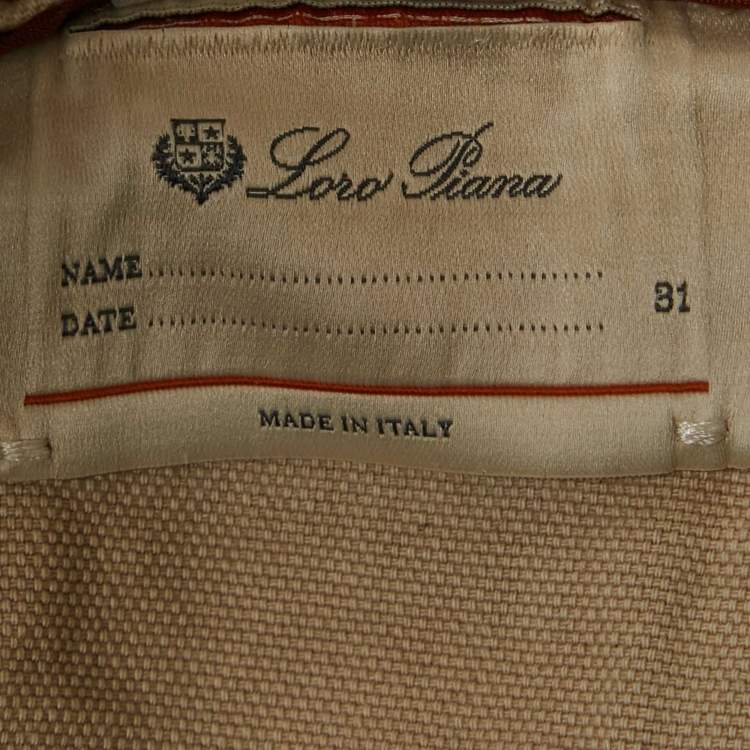 Loro Piana
NAME..............................................
DATE..............................................
31
MADE IN ITALY